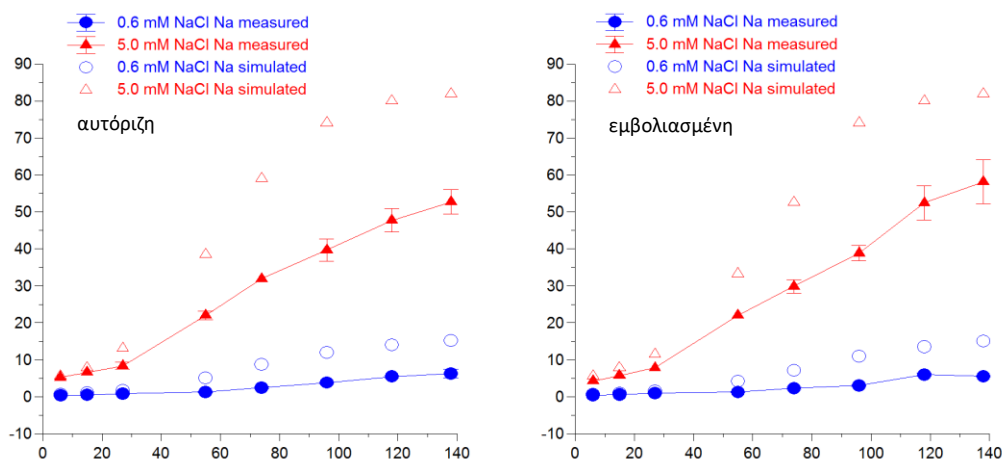 0.6 mM NaCl Na measured
5.0 mM NaCl Na measured
0.6 mM NaCl Na simulated
5.0 mM NaCl Na simulated
αυτόριζη
90
80
70
60
50
40
30
20
10
0
-10
0 20 40 60 80 100 120 140
0.6 mM NaCl Na measured
5.0 mM NaCl Na measured
0.6 mM NaCl Na simulated
5.0 mM NaCl Na simulated
εμβολιασμένη
90
80
70
60
50
40
30
20
10
0
-10
0 20 40 60 80 100 120 140